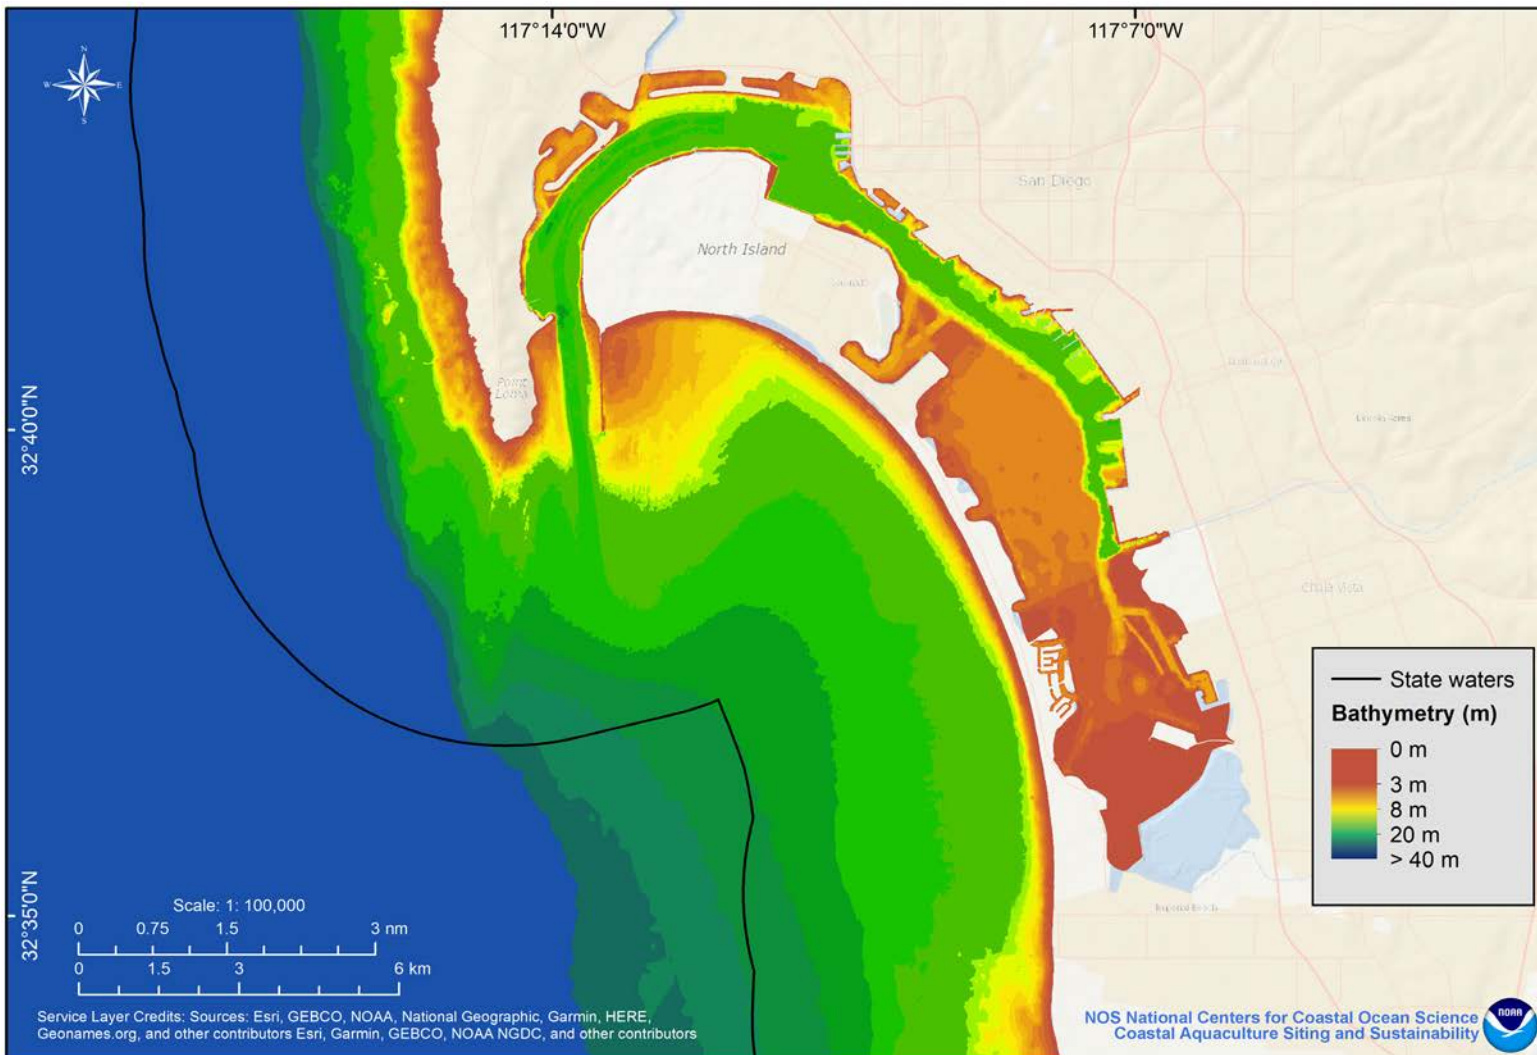 117°14'0"W
117°7'0"W
N
W
E
S
San Diego
North Island
Point
Loma
32°40'0"N
Chula Vista
State waters
Bathymetry (m)
0 m
3 m
8 m
20 m
> 40 m
Imperial Beach
32°35'0"N
Scale: 1: 100,000
0 0.75 1.5 3 nm
0 1.5 3 6 km
Service Layer Credits: Sources: Esri, GEBCO, NOAA, National Geographic, Garmin, HERE,
Geonames.org, and other contributors Esri, Garmin, GEBCO, NOAA NGDC, and other contributors
NOS National Centers for Coastal Ocean Science
Coastal Aquaculture Siting and Sustainability
NOAA